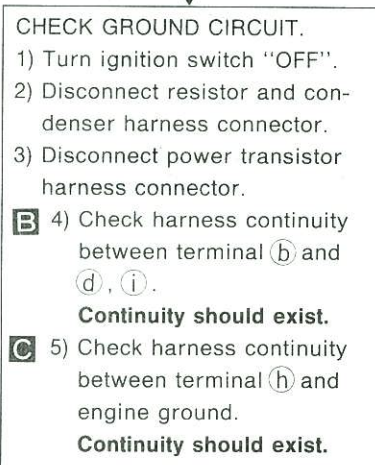 CHECK GROUND CIRCUIT.
1) Turn ignition switch "OFF".
2) Disconnect resistor and con-
denser harness connector.
3) Disconnect power transistor
harness connector.
B 4) Check harness continuity
between terminal ⓑ and
ⓓ, ⓘ.
Continuity should exist.
C 5) Check harness continuity
between terminal ⓗ and
engine ground.
Continuity should exist.